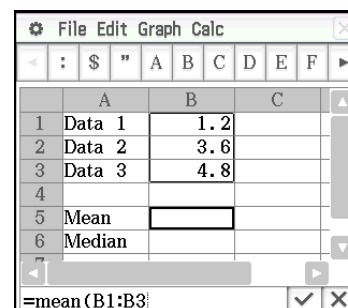 File Edit Graph Calc
: $ " A B C D E F
A B C
1 Data 1 1.2
2 Data 2 3.6
3 Data 3 4.8
4
5 Mean
6 Median
7
=mean(B1:B3